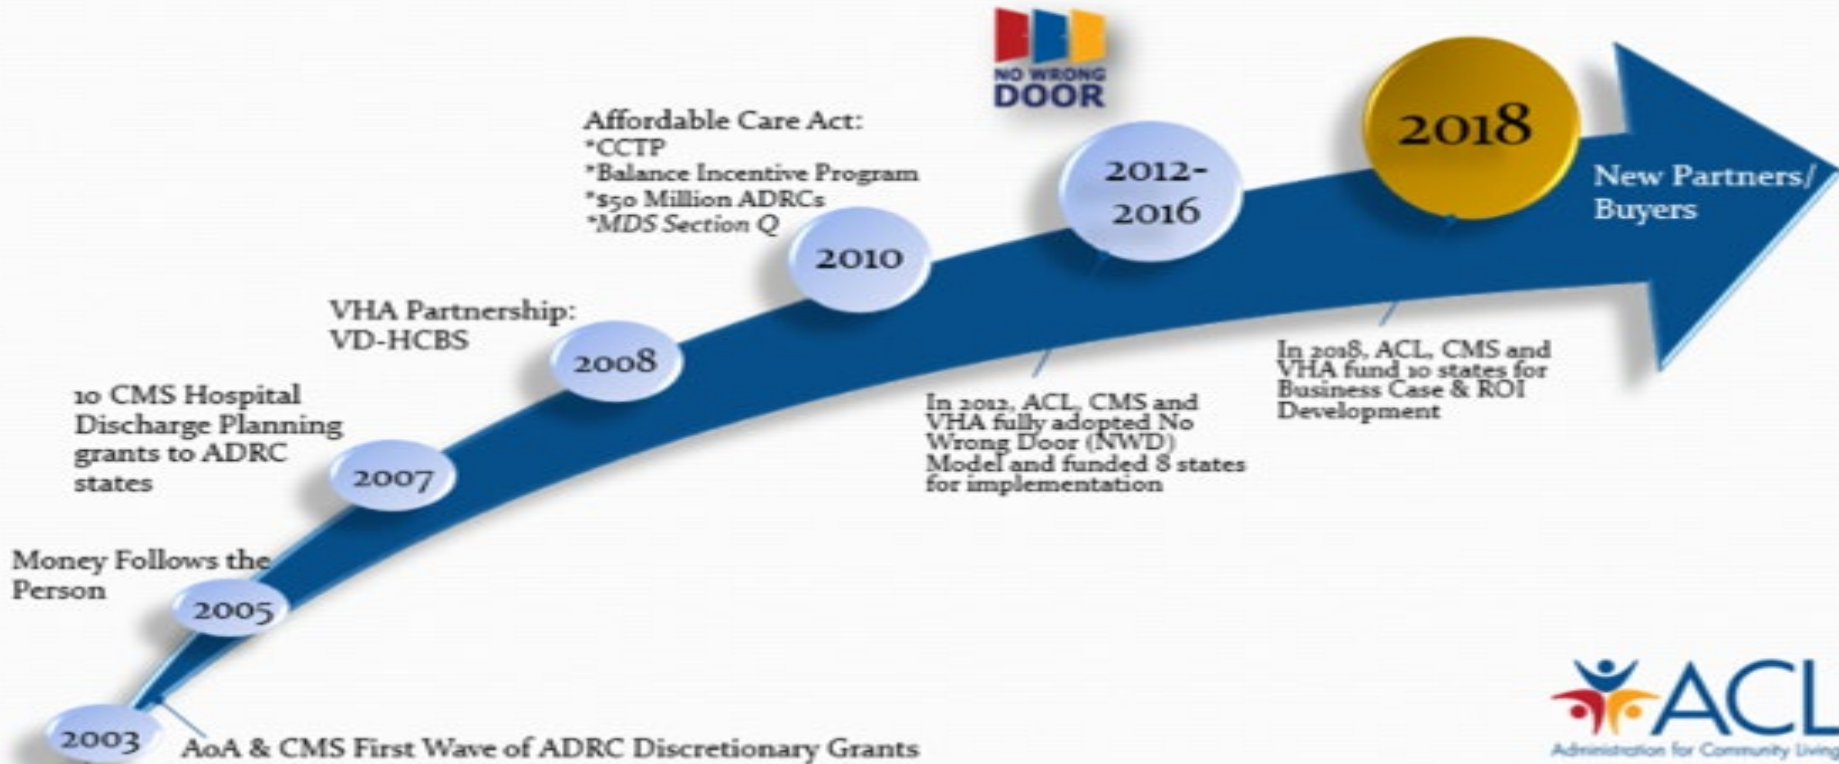 NO WRONG
DOOR
Affordable Care Act:
*CCTP
*Balance Incentive Program
*$50 Million ADRCs
*MDS Section Q
2018
2012-
2016
New Partners/
Buyers
2010
VHA Partnership:
VD-HCBS
2008
In 2018, ACL, CMS and
VHA fund 10 states for
Business Case & ROI
Development
10 CMS Hospital
Discharge Planning
grants to ADRC
states
2007
In 2012, ACL, CMS and
VHA fully adopted No
Wrong Door (NWD)
Model and funded 8 states
for implementation
Money Follows the
Person
2005
2003
AoA & CMS First Wave of ADRC Discretionary Grants
ACL
Administration for Community Living